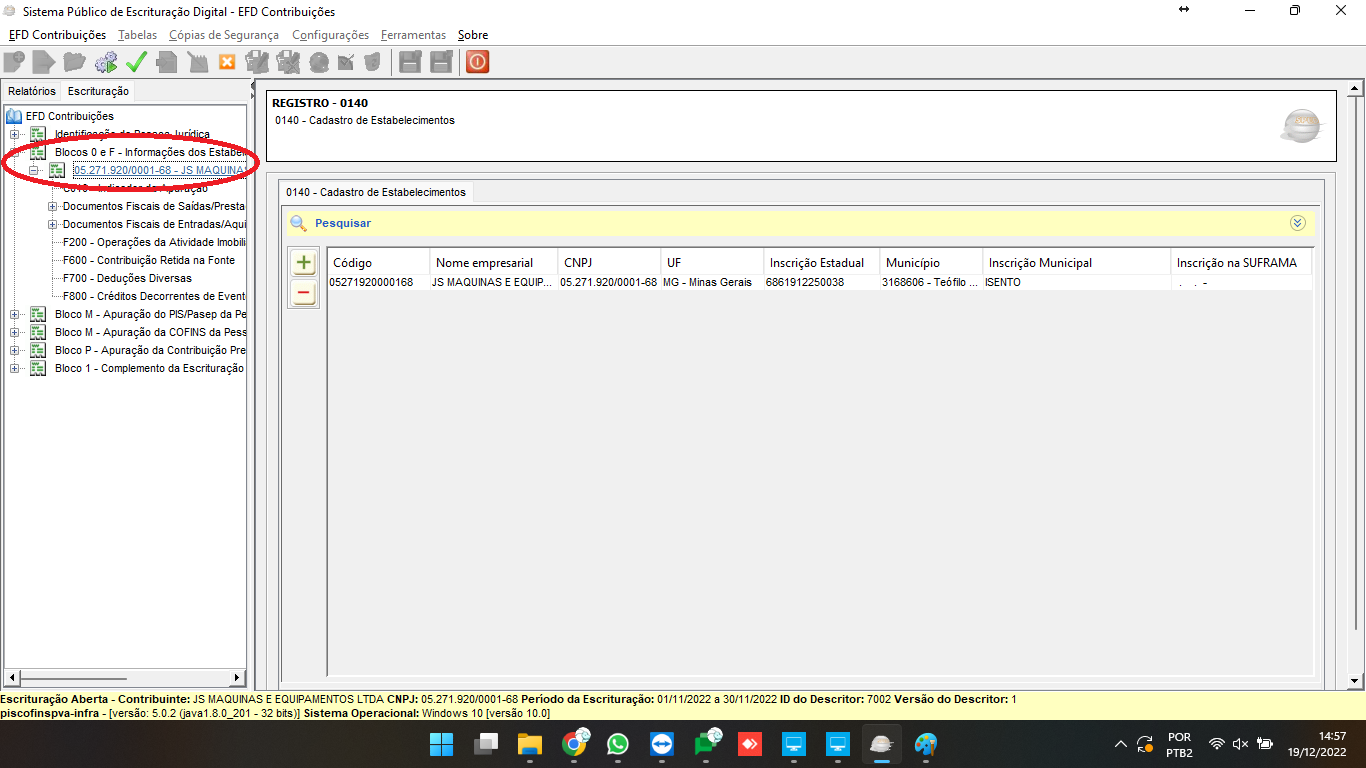 Sistema Público de Escrituração Digital - EFD Contribuições
EFD Contribuições Tabelas Cópias de Segurança Configurações Ferramentas Sobre
Relatórios Escrituração
EFD Contribuições
Identificação da Pessoa Jurídica
Blocos 0 e F - Informações dos Estabel
05.271.920/0001-68 - JS MAQUINAS
- Indicador de Apuração
Documentos Fiscais de Saídas/Presta
Documentos Fiscais de Entradas/Aqui
F200 - Operações da Atividade Imobili
F600 - Contribuição Retida na Fonte
F700 - Deduções Diversas
F800 - Créditos Decorrentes de Event
Bloco M - Apuração do PIS/Pasep da Pe
Bloco M - Apuração da COFINS da Pess
Bloco P - Apuração da Contribuição Pre
Bloco 1 - Complemento da Escrituração
REGISTRO - 0140
0140 - Cadastro de Estabelecimentos
0140 - Cadastro de Estabelecimentos
Pesquisar
Código Nome empresarial CNPJ UF Inscrição Estadual Município Inscrição Municipal Inscrição na SUFRAMA
05271920000168 JS MAQUINAS E EQUIP... 05.271.920/0001-68 MG - Minas Gerais 6861912250038 3168606 - Teófilo ... ISENTO . . -
Escrituração Aberta - Contribuinte: JS MAQUINAS E EQUIPAMENTOS LTDA CNPJ: 05.271.920/0001-68 Período da Escrituração: 01/11/2022 a 30/11/2022 ID do Descritor: 7002 Versão do Descritor: 1
piscofinspva-infra - [versão: 5.0.2 (java1.8.0_201 - 32 bits)] Sistema Operacional: Windows 10 [versão 10.0]
POR
PTB2
14:57
19/12/2022